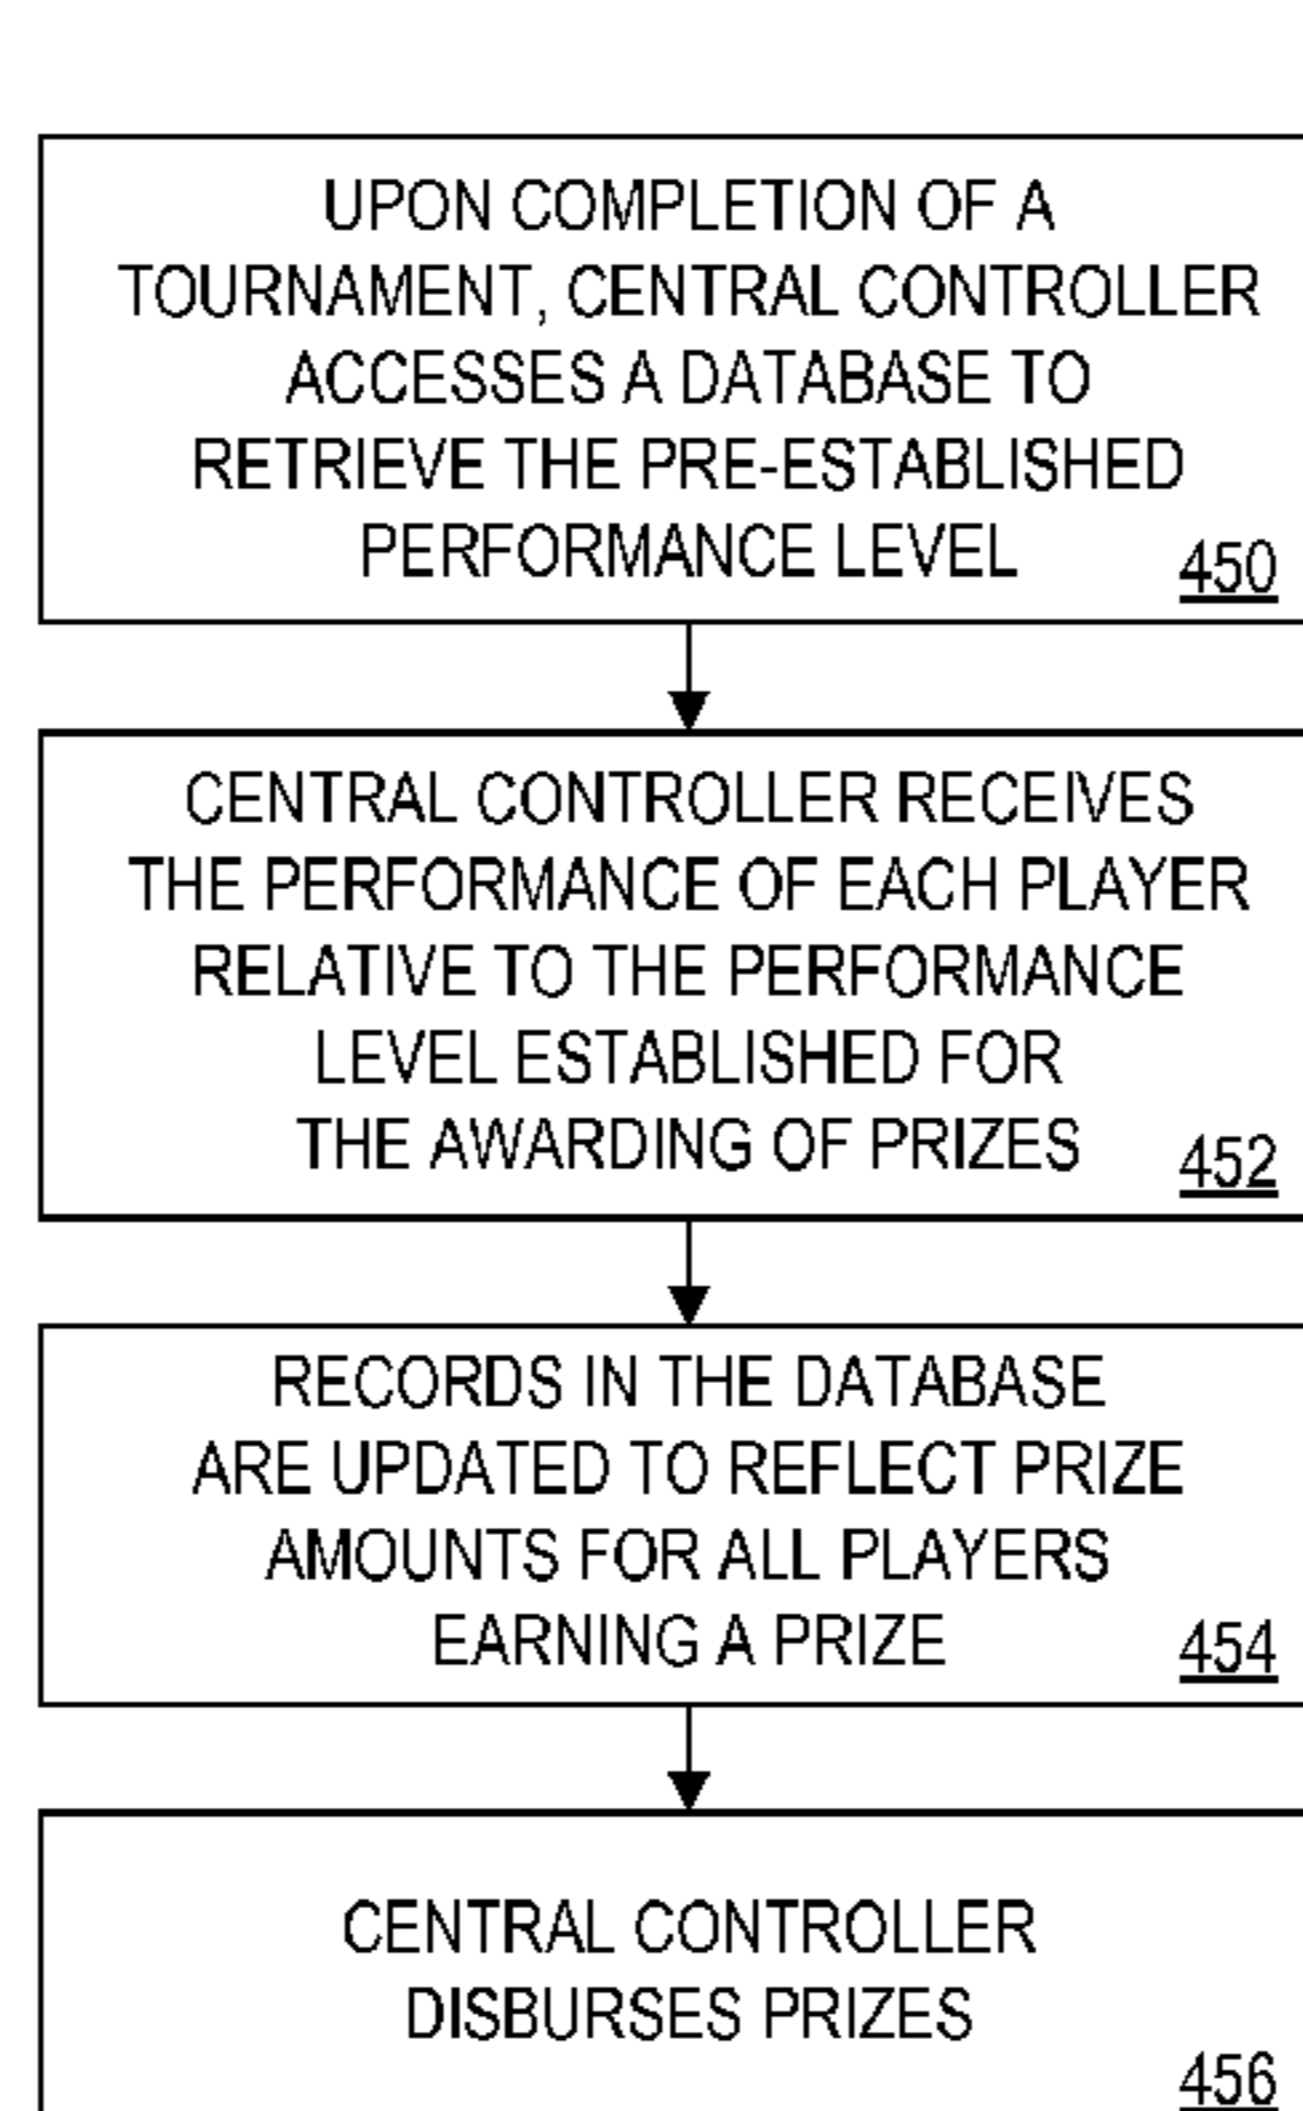 UPON COMPLETION OF A
TOURNAMENT, CENTRAL CONTROLLER
ACCESSES A DATABASE TO
RETRIEVE THE PRE-ESTABLISHED
PERFORMANCE LEVEL
450
CENTRAL CONTROLLER RECEIVES
THE PERFORMANCE OF EACH PLAYER
RELATIVE TO THE PERFORMANCE
LEVEL ESTABLISHED FOR
THE AWARDING OF PRIZES
452
RECORDS IN THE DATABASE
ARE UPDATED TO REFLECT PRIZE
AMOUNTS FOR ALL PLAYERS
EARNING A PRIZE
454
CENTRAL CONTROLLER
DISBURSES PRIZES
456